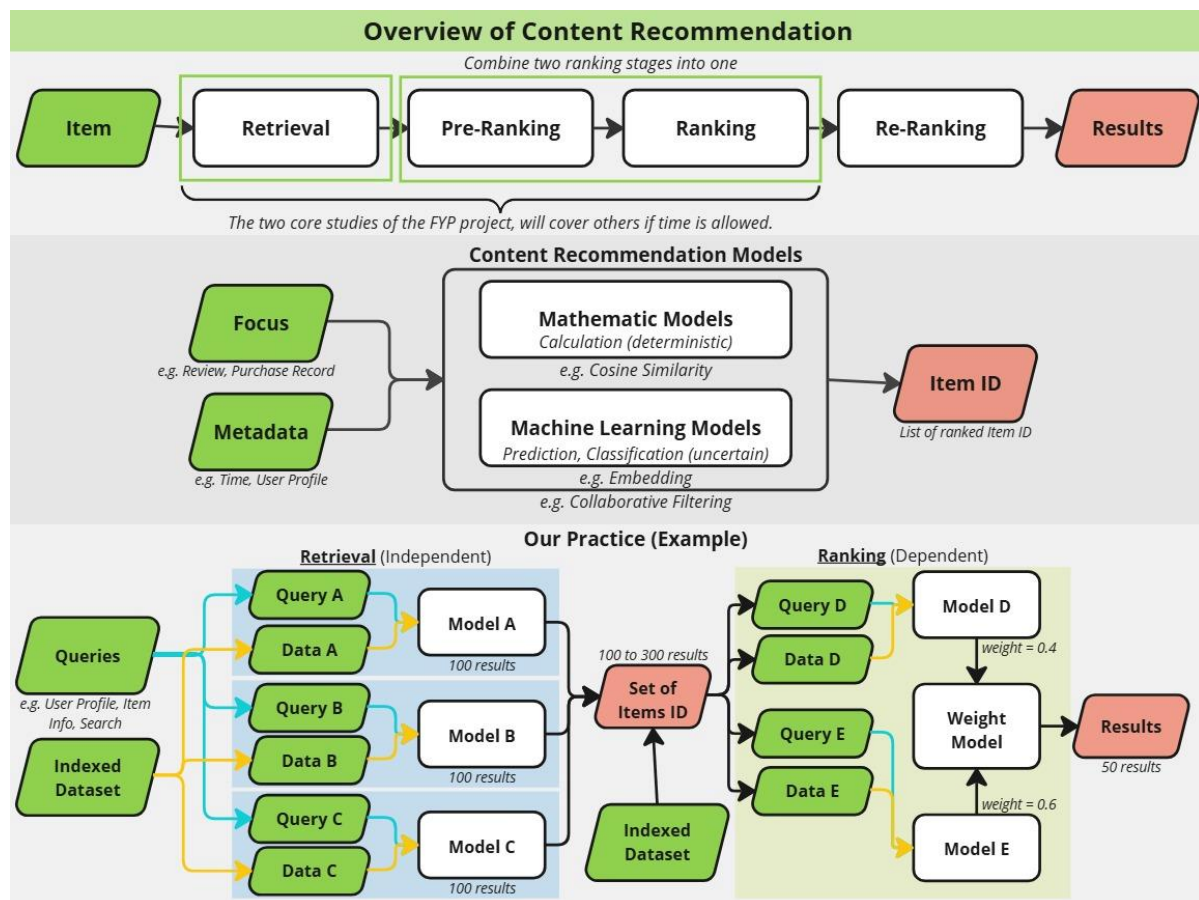 Overview of Content Recommendation
Combine two ranking stages into one
Item
Retrieval
Pre-Ranking
Ranking
Re-Ranking
Results
The two core studies of the FYP project, will cover others if time is allowed.
Content Recommendation Models
Focus
e.g. Review, Purchase Record
Metadata
e.g. Time, User Profile
Mathematic Models
Calculation (deterministic)
e.g. Cosine Similarity
Machine Learning Models
Prediction, Classification (uncertain)
e.g. Embedding
e.g. Collaborative Filtering
Item ID
List of ranked Item ID
Our Practice (Example)
Retrieval (Independent)
Queries
e.g. User Profile, Item
Info, Search
Indexed
Dataset
Query A
Data A
Model A
100 results
Query B
Data B
Model B
100 results
Query C
Data C
Model C
100 results
100 to 300 results
Set of
Items ID
Indexed
Dataset
Ranking (Dependent)
Query D
Data D
Model D
weight = 0.4
Weight
Model
Query E
Data E
weight = 0.6
Model E
Results
50 results